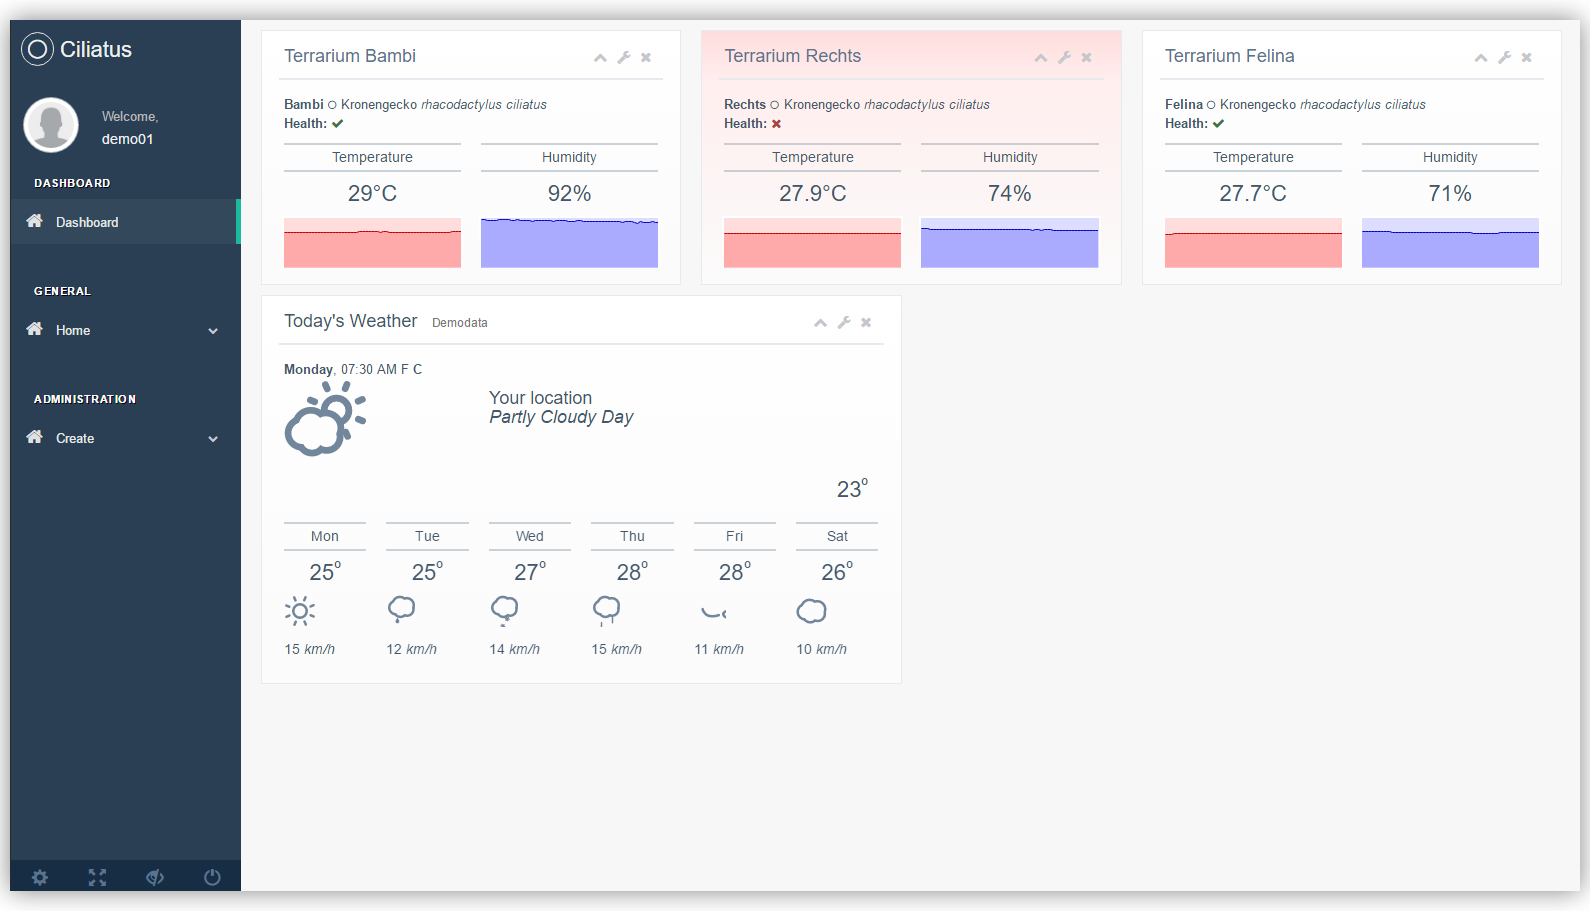 Ciliatus
Welcome,
demo01
DASHBOARD
Dashboard
GENERAL
Home
ADMINISTRATION
Create
Terrarium Bambi
Bambi Kronengecko rhacodactylus ciliatus
Health:
Temperature Humidity
29°C 92%
Terrarium Rechts
Rechts Kronengecko rhacodactylus ciliatus
Health:
Temperature Humidity
27.9°C 74%
Terrarium Felina
Felina Kronengecko rhacodactylus ciliatus
Health:
Temperature Humidity
27.7°C 71%
Today's Weather Demodata
Monday, 07:30 AM F C
Your location
Partly Cloudy Day
23°
Mon Tue Wed Thu Fri Sat
25° 25° 27° 28° 28° 26°
15 km/h 12 km/h 14 km/h 15 km/h 11 km/h 10 km/h